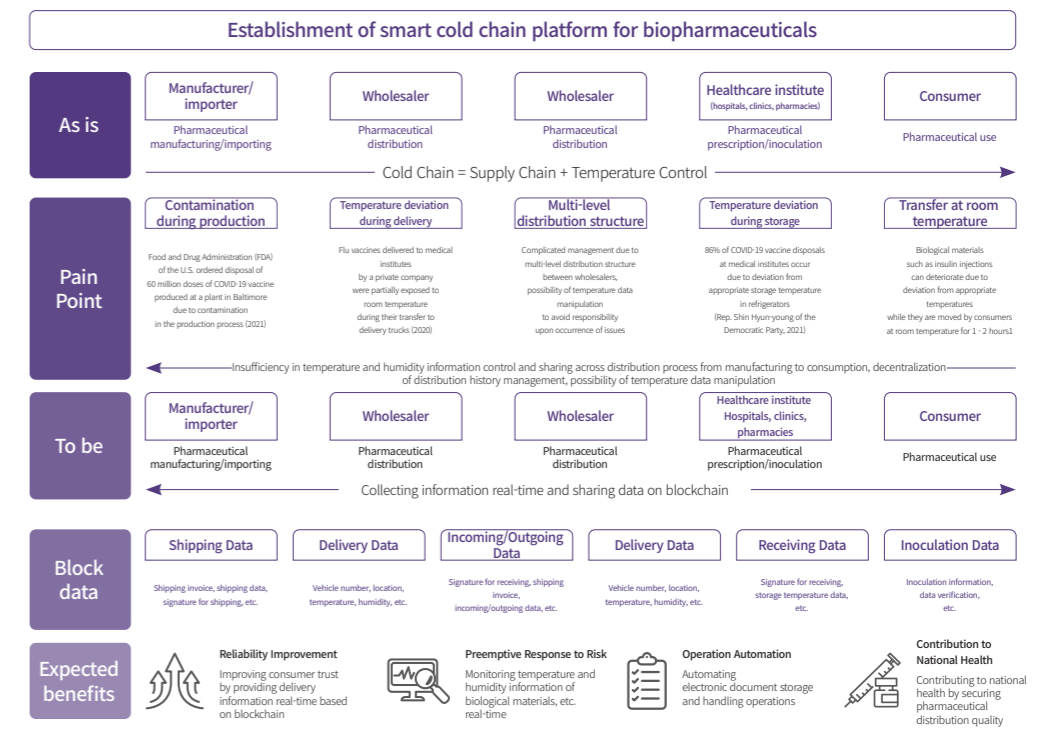 Establishment of smart cold chain platform for biopharmaceuticals
As is
Manufacturer/
importer
Pharmaceutical
manufacturing/importing
Wholesaler
Pharmaceutical
distribution
Wholesaler
Pharmaceutical
distribution
Healthcare institute
(hospitals, clinics, pharmacies)
Pharmaceutical
prescription/inoculation
Consumer
Pharmaceutical use
Cold Chain = Supply Chain + Temperature Control
Pain
Point
Contamination
during production
Food and Drug Administration (FDA)
of the U.S. ordered disposal of
60 million doses of COVID-19 vaccine
produced at a plant in Baltimore
due to contamination
in the production process (2021)
Temperature deviation
during delivery
Flu vaccines delivered to medical
institutes
by a private company
were partially exposed to
room temperature
during their transfer to
delivery trucks (2020)
Multi-level
distribution structure
Complicated management due to
multi-level distribution structure
between wholesalers,
possibility of temperature data
manipulation
to avoid responsibility
upon occurrence of issues
Temperature deviation
during storage
86% of COVID-19 vaccine disposals
at medical institutes occur
due to deviation from
appropriate storage temperature
in refrigerators
(Rep. Shin Hyun-young of the
Democratic Party, 2021)
Transfer at room
temperature
Biological materials
such as insulin injections
can deteriorate due to
deviation from appropriate
temperatures
while they are moved by consumers
at room temperature for 1 - 2 hours1
Insufficiency in temperature and humidity information control and sharing across distribution process from manufacturing to consumption, decentralization
of distribution history management, possibility of temperature data manipulation
To be
Manufacturer/
importer
Pharmaceutical
manufacturing/importing
Wholesaler
Pharmaceutical
distribution
Wholesaler
Pharmaceutical
distribution
Healthcare institute
Hospitals, clinics,
pharmacies
Pharmaceutical
prescription/inoculation
Consumer
Pharmaceutical use
Collecting information real-time and sharing data on blockchain
Block
data
Shipping Data
Shipping invoice, shipping data,
signature for shipping, etc.
Delivery Data
Vehicle number, location,
temperature, humidity, etc.
Incoming/Outgoing
Data
Signature for receiving, shipping
invoice,
incoming/outgoing data, etc.
Delivery Data
Vehicle number, location,
temperature, humidity, etc.
Receiving Data
Signature for receiving,
storage temperature data,
etc.
Inoculation Data
Inoculation information,
data verification,
etc.
Expected
benefits
Reliability Improvement
Improving consumer trust
by providing delivery
information real-time based
on blockchain
Preemptive Response to Risk
Monitoring temperature and
humidity information of
biological materials, etc.
real-time
Operation Automation
Automating
electronic document storage
and handling operations
Contribution to
National Health
Contributing to national
health by securing
pharmaceutical
distribution quality